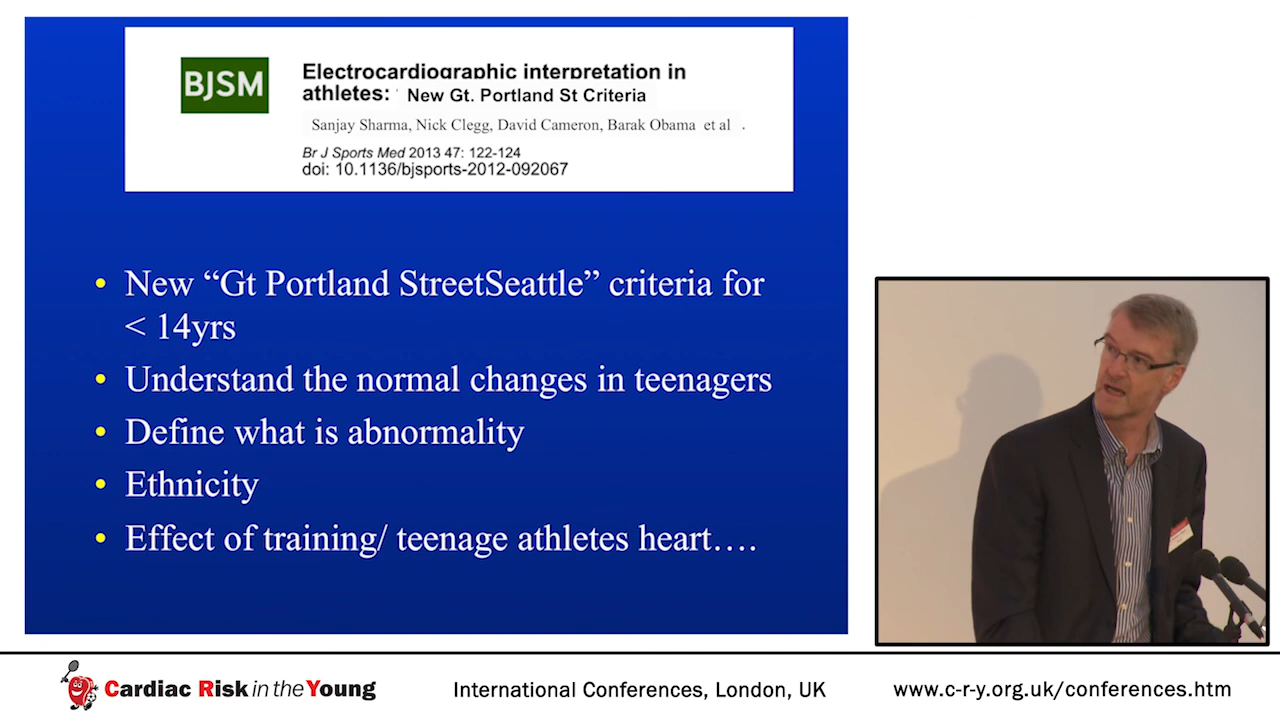 BJSM
Electrocardiographic interpretation in
athletes: New Gt. Portland St Criteria
Sanjay Sharma, Nick Clegg, David Cameron, Barak Obama et al .
Br J Sports Med 2013 47: 122-124
doi: 10.1136/bjsports-2012-092067
• New “Gt Portland StreetSeattle” criteria for
< 14yrs
• Understand the normal changes in teenagers
• Define what is abnormality
• Ethnicity
• Effect of training/ teenage athletes heart….
Cardiac Risk in the Young
International Conferences, London, UK
www.c-r-y.org.uk/conferences.htm